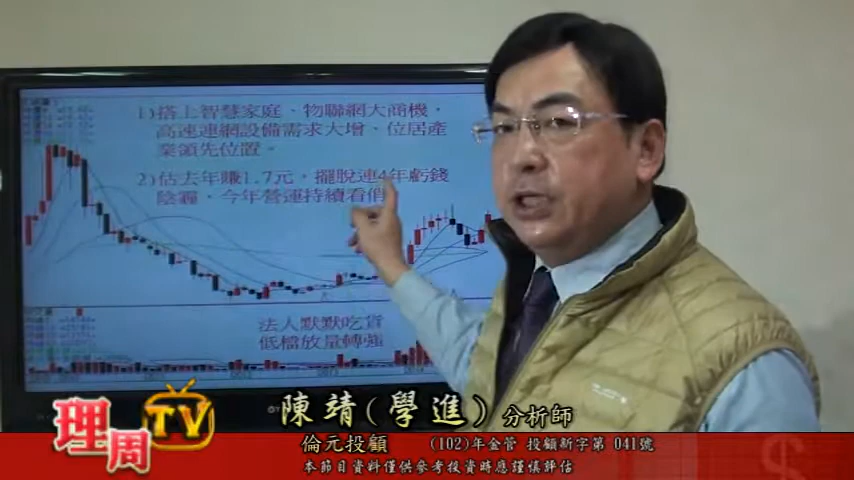 1)搭上智慧家庭、物聯網大商機，
高速連網設備需求大增、位居產
業領先位置。
2)估去年賺1.7元，擺脫連4年虧錢
陰霾，今年營運持續看俏
法人默默吃貨
低檔放量轉強
理周TV
陳靖(學進)分析師
倫元投顧 (102)年金管 投顧新字第 041號
本節目資料僅供參考投資時應謹慎評估